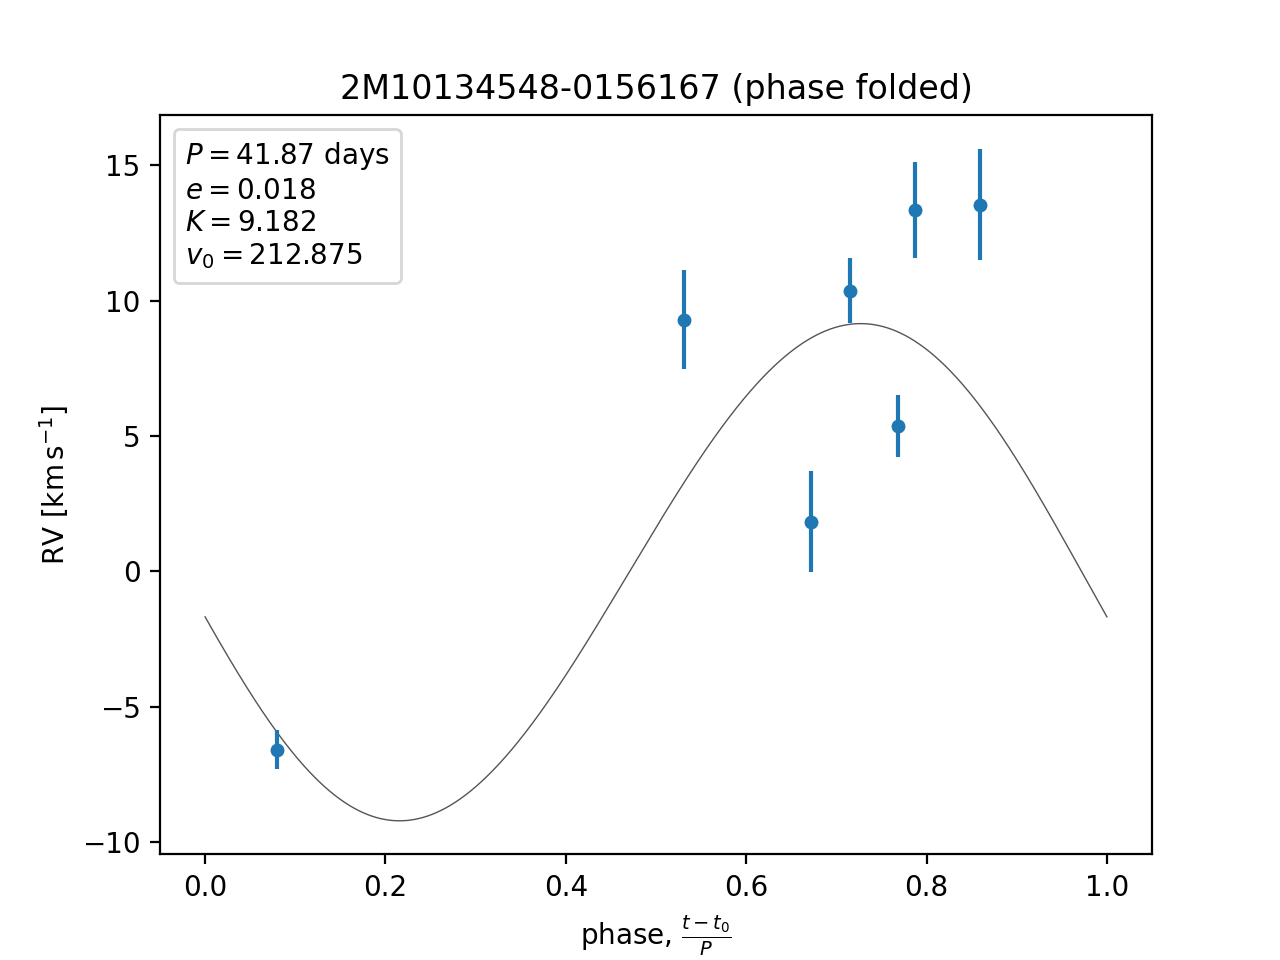 2M10134548-0156167 (phase folded)
P = 41.87 days
e = 0.018
K = 9.182
v₀ = 212.875
15
10
5
0
−5
−10
RV [km s⁻¹]
0.0 0.2 0.4 0.6 0.8 1.0
phase, (t − t₀)/P